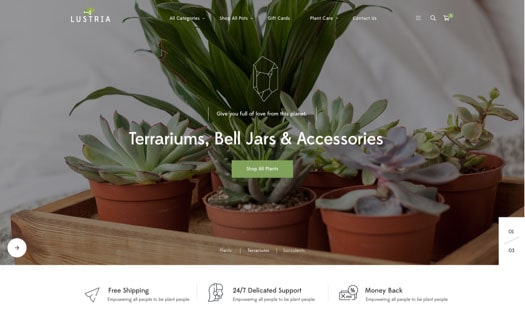 LUSTRIA
All Categories
Shop All Pots
Gift Cards
Plant Care
Contact Us
Give you full of love from this planet
Terrariums, Bell Jars & Accessories
Shop All Plants
Plants | Terrariums | Succulents
01
03
Free Shipping
Empowering all people to be plant people
24/7 Delicated Support
Empowering all people to be plant people
Money Back
Empowering all people to be plant people